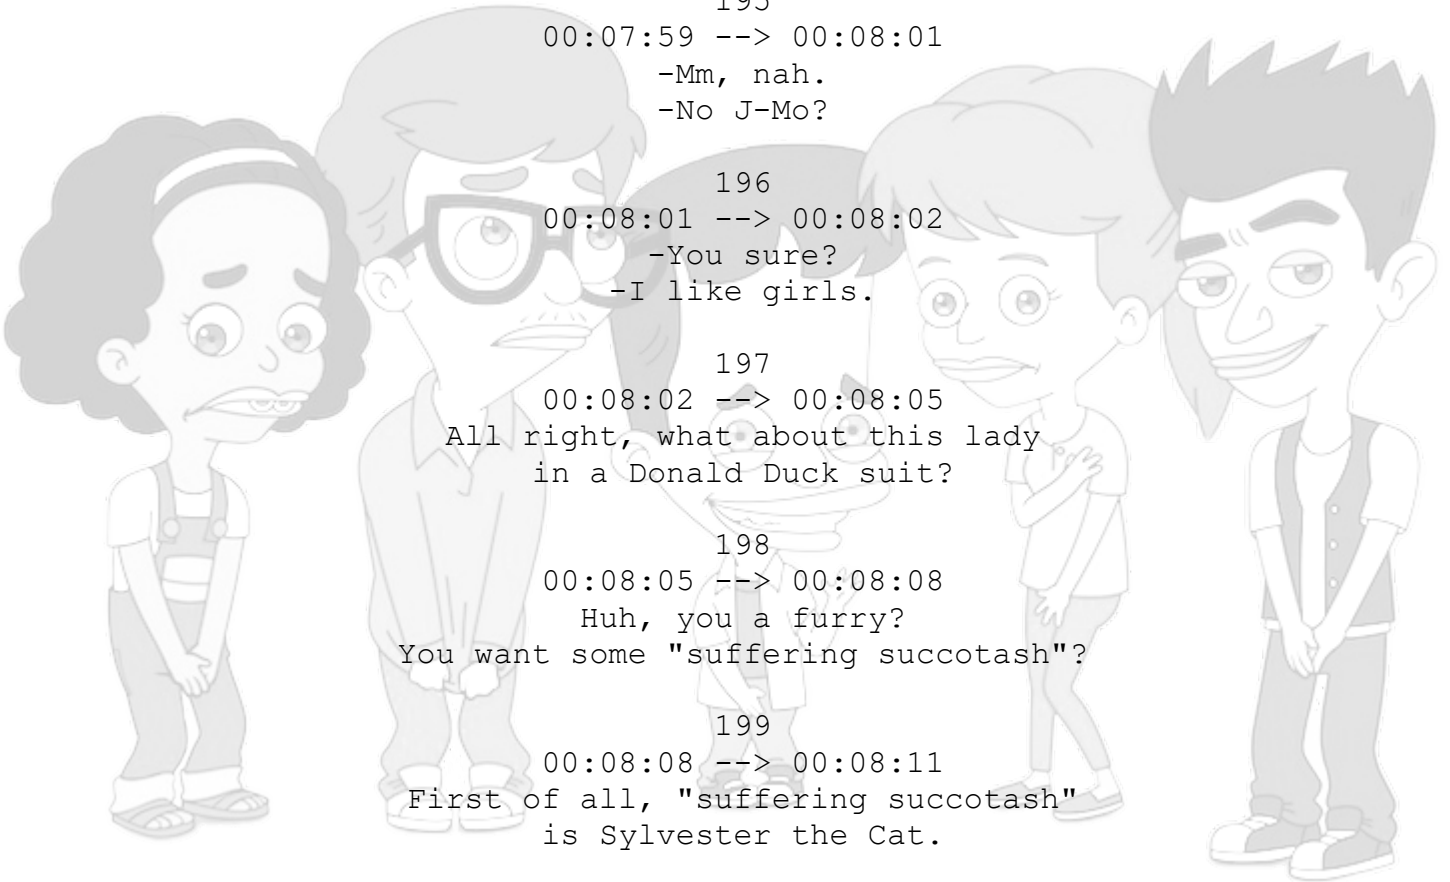 195
00:07:59 --> 00:08:01
-Mm, nah.
-No J-Mo?
196
00:08:01 --> 00:08:02
-You sure?
-I like girls.
197
00:08:02 --> 00:08:05
All right, what about this lady
in a Donald Duck suit?
198
00:08:05 --> 00:08:08
Huh, you a furry?
You want some "suffering succotash"?
199
00:08:08 --> 00:08:11
First of all, "suffering succotash"
is Sylvester the Cat.